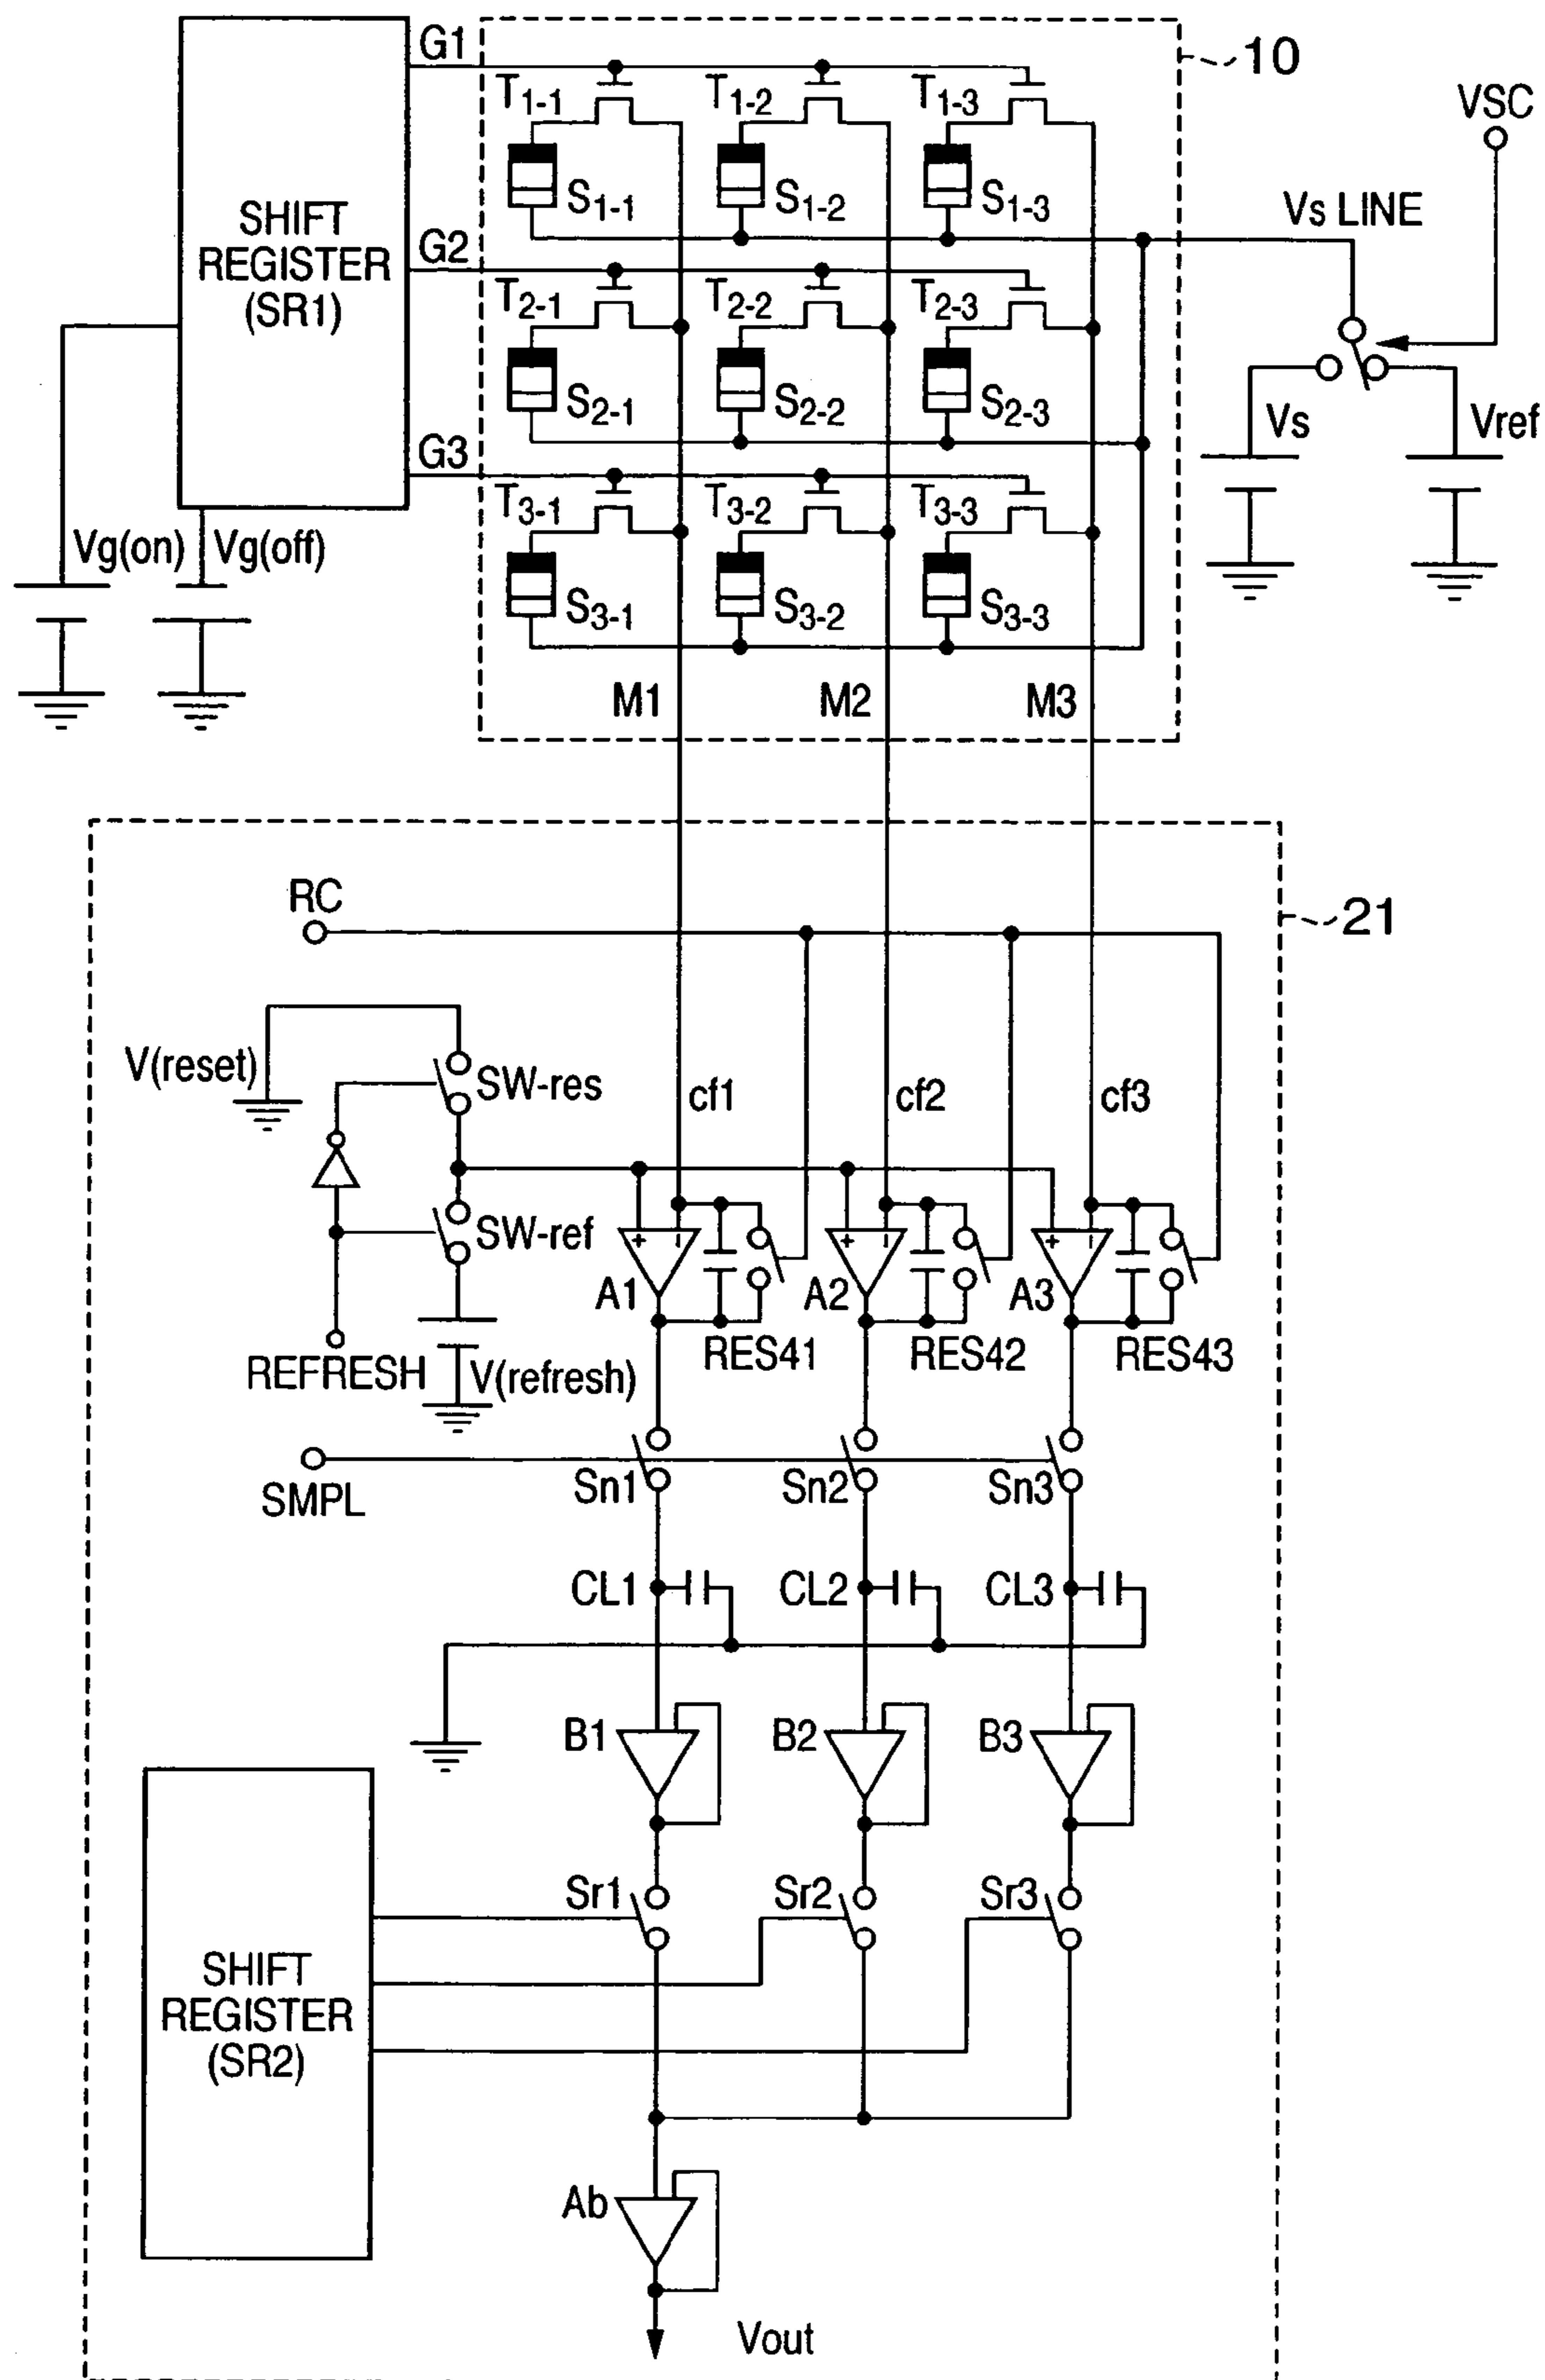 G1
10
T1-1
T1-2
T1-3
VSC
S1-1
S1-2
S1-3
Vs LINE
SHIFT
REGISTER
(SR1)
G2
T2-1
T2-2
T2-3
S2-1
S2-2
S2-3
Vs
Vref
G3
T3-1
T3-2
T3-3
Vg(on)
Vg(off)
S3-1
S3-2
S3-3
M1
M2
M3
RC
21
V(reset)
SW-res
cf1
cf2
cf3
SW-ref
+
-
+
-
+
-
A1
A2
A3
RES41
RES42
RES43
REFRESH
V(refresh)
SMPL
Sn1
Sn2
Sn3
CL1
CL2
CL3
B1
B2
B3
Sr1
Sr2
Sr3
SHIFT
REGISTER
(SR2)
Ab
Vout